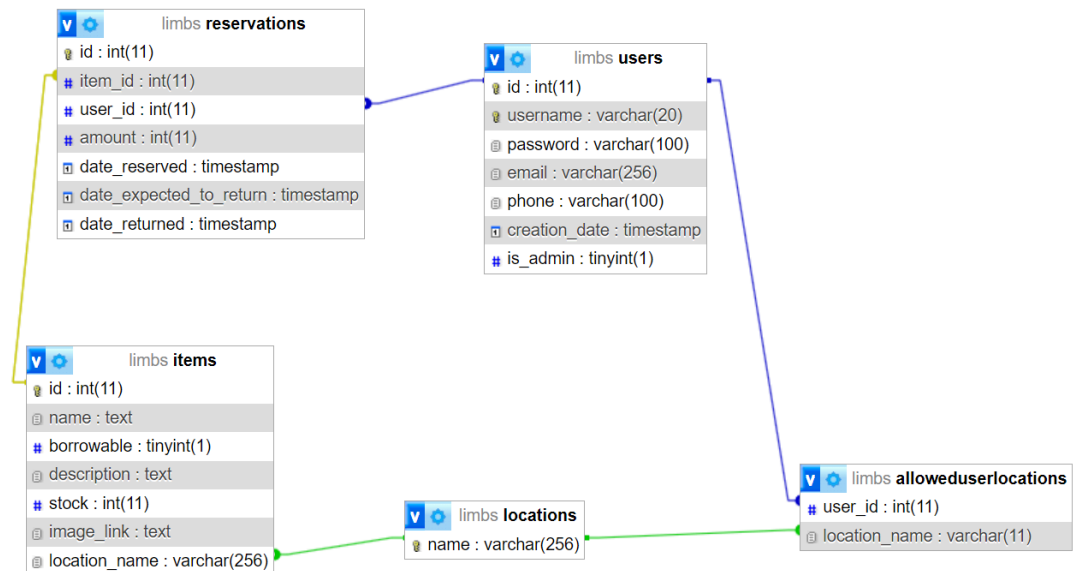 limbs reservations
id : int(11)
item_id : int(11)
user_id : int(11)
amount : int(11)
date_reserved : timestamp
date_expected_to_return : timestamp
date_returned : timestamp
limbs users
id : int(11)
username : varchar(20)
password : varchar(100)
email : varchar(256)
phone : varchar(100)
creation_date : timestamp
is_admin : tinyint(1)
limbs items
id : int(11)
name : text
borrowable : tinyint(1)
description : text
stock : int(11)
image_link : text
location_name : varchar(256)
limbs locations
name : varchar(256)
limbs alloweduserlocations
user_id : int(11)
location_name : varchar(11)